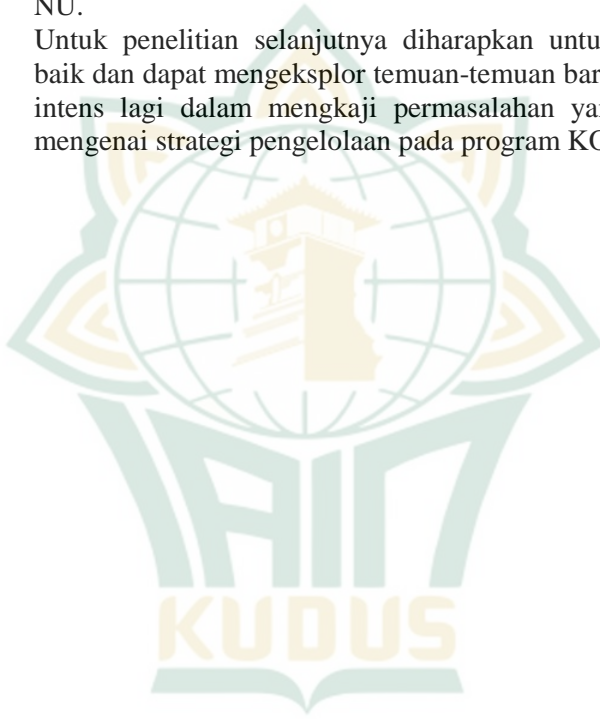 NU.
Untuk penelitian selanjutnya diharapkan untu
baik dan dapat mengeksplor temuan-temuan bar
intens lagi dalam mengkaji permasalahan ya
mengenai strategi pengelolaan pada program KO
IAIN
KUDUS